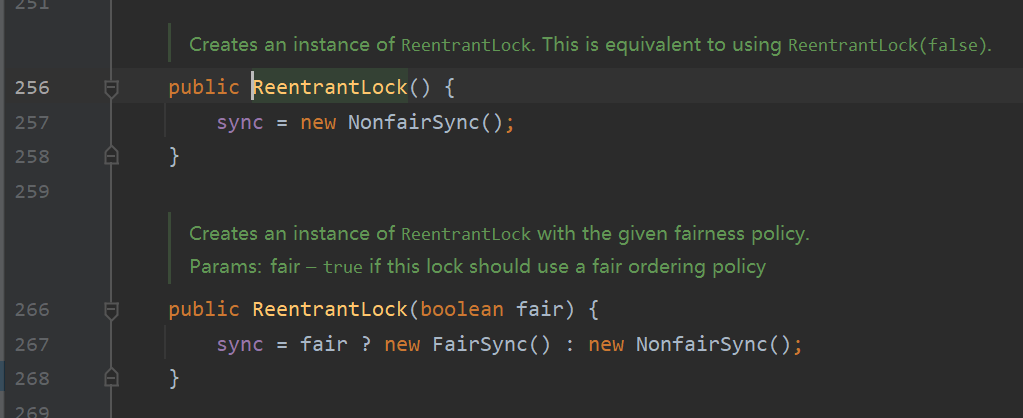 251
Creates an instance of ReentrantLock. This is equivalent to using ReentrantLock(false).
256 public ReentrantLock() {
257 sync = new NonfairSync();
258 }
259
Creates an instance of ReentrantLock with the given fairness policy.
Params: fair – true if this lock should use a fair ordering policy
266 public ReentrantLock(boolean fair) {
267 sync = fair ? new FairSync() : new NonfairSync();
268 }
269